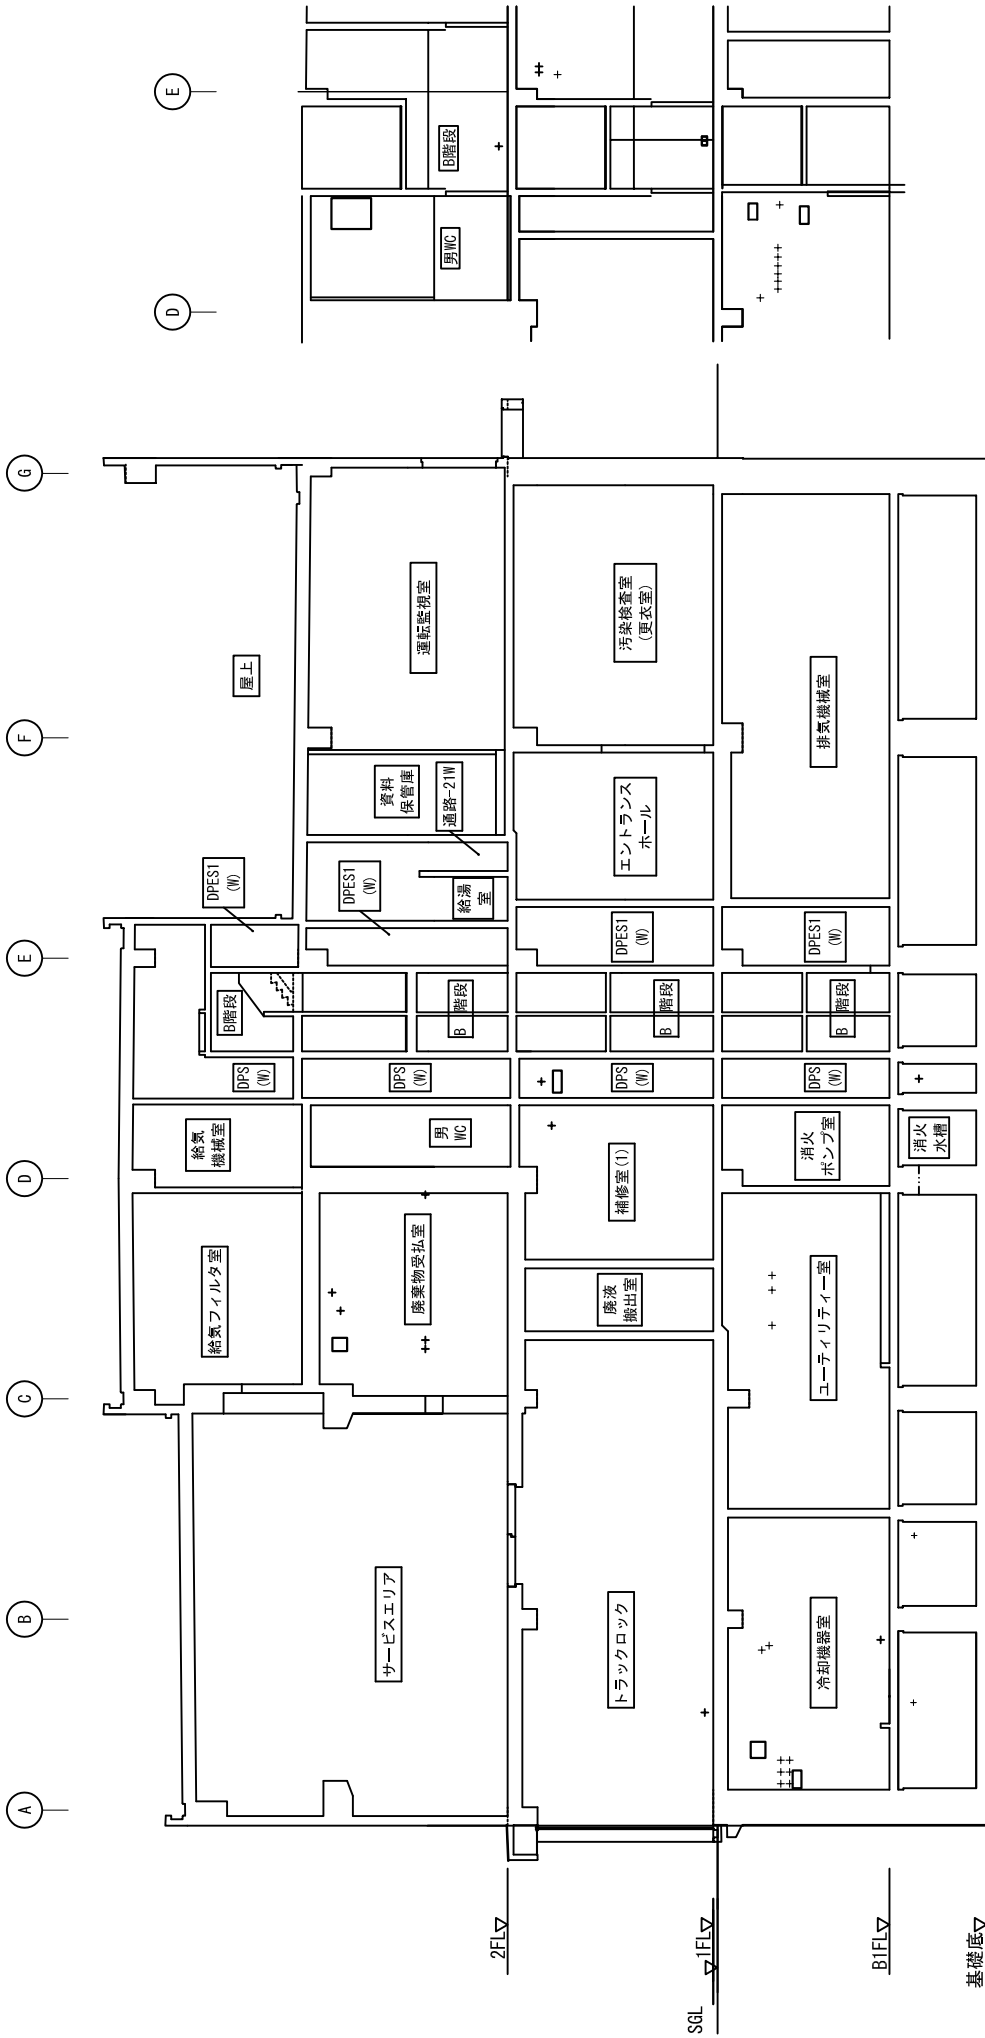 A
B
C
D
E
F
G
D
E
屋上
DPES1
(W)
B階段
DPS
(W)
給気
機械室
給気フィルタ室
サービスエリア
廃棄物受払室
男
WC
DPS
(W)
B 階段
DPES1
(W)
給湯
室
通路-21W
資料
保管庫
運転監視室
トラックロック
廃液
搬出室
補修室(1)
DPS
(W)
B 階段
DPES1
(W)
エントランス
ホール
汚染検査室
(更衣室)
冷却機器室
ユーティリティー室
消火
ポンプ室
DPS
(W)
B 階段
DPES1
(W)
排気機械室
消火
水槽
男WC
B階段
2FL
1FL
SGL
B1FL
基礎底